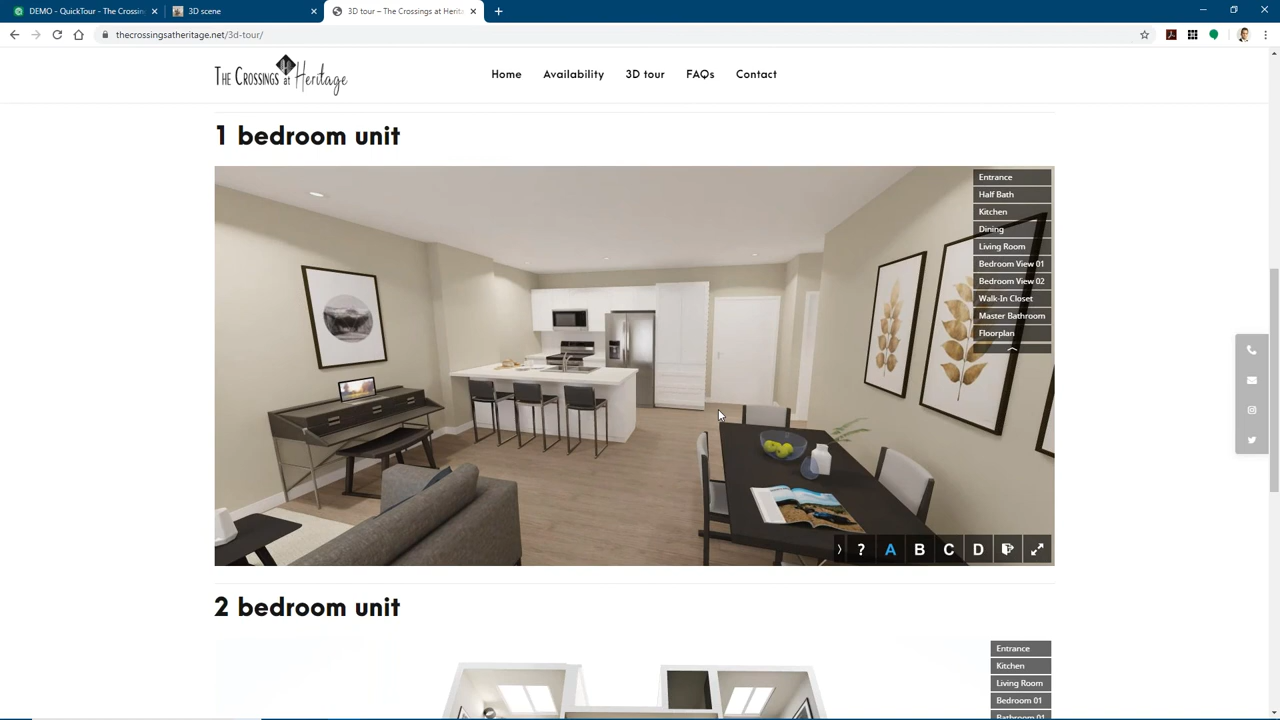 DEMO - QuickTour - The Crossin
3D scene
3D tour – The Crossings at Herita
thecrossingsatheritage.net/3d-tour/
THE CROSSINGS at Heritage
Home
Availability
3D tour
FAQs
Contact
1 bedroom unit
Entrance
Half Bath
Kitchen
Dining
Living Room
Bedroom View 01
Bedroom View 02
Walk-In Closet
Master Bathroom
Floorplan
? A B C D
2 bedroom unit
Entrance
Kitchen
Living Room
Bedroom 01
Bathroom 01